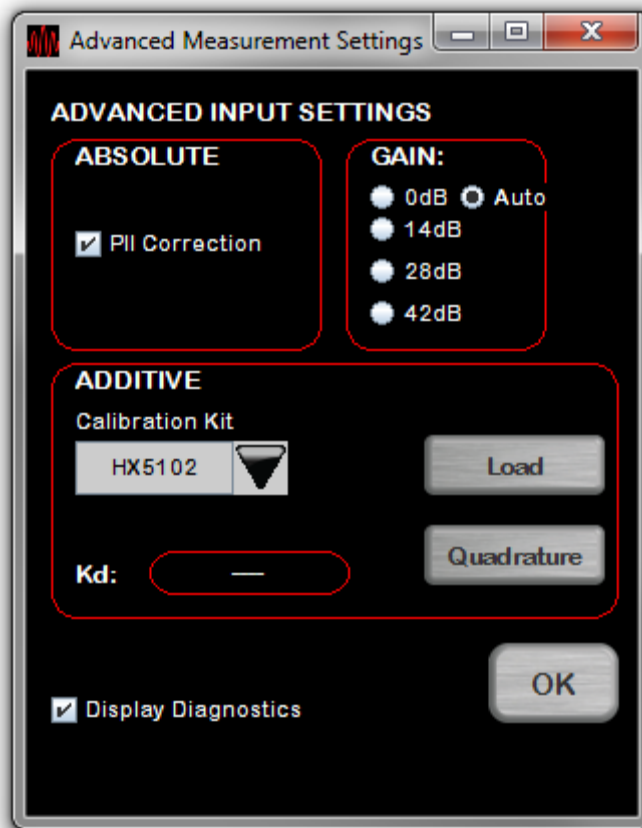 Advanced Measurement Settings
ADVANCED INPUT SETTINGS
ABSOLUTE
PII Correction
GAIN:
0dB Auto
14dB
28dB
42dB
ADDITIVE
Calibration Kit
HX5102
Load
Kd: —
Quadrature
OK
Display Diagnostics